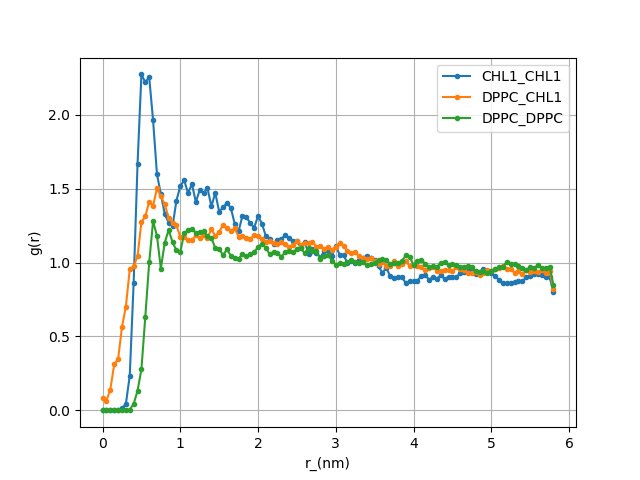 CHL1_CHL1
DPPC_CHL1
DPPC_DPPC
2.0
1.5
1.0
0.5
0.0
g(r)
0 1 2 3 4 5 6
r_(nm)